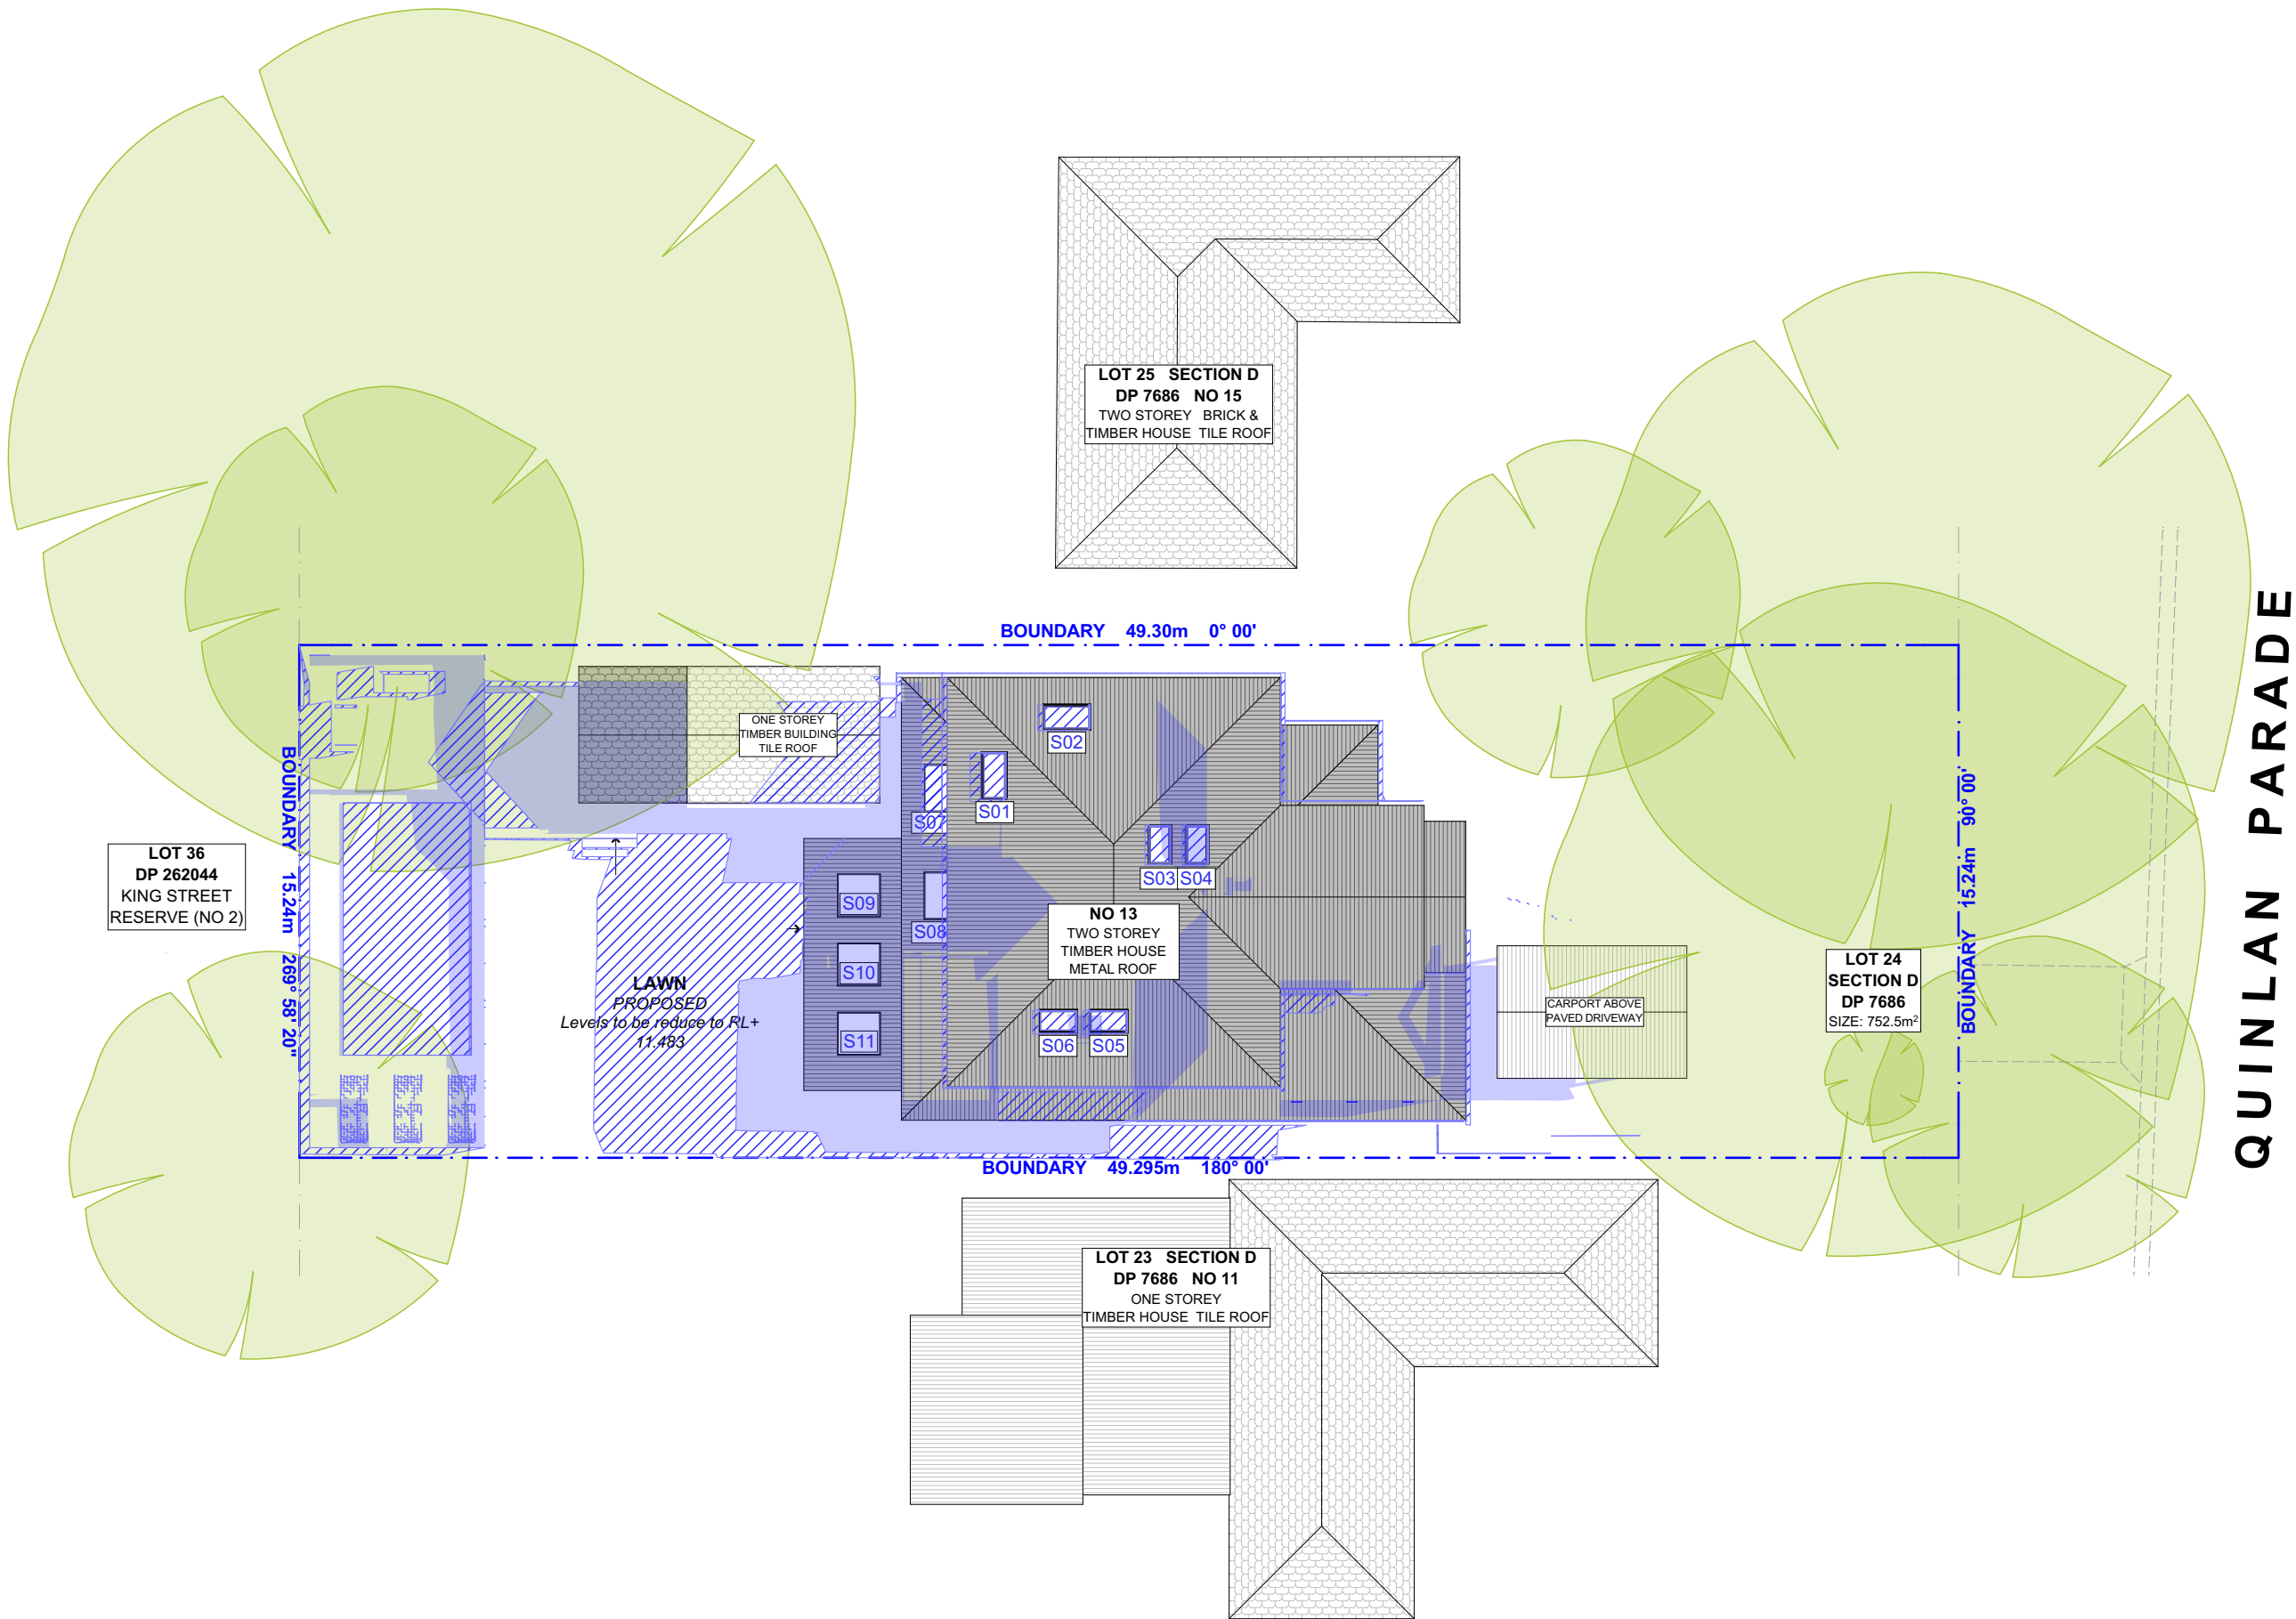 LOT 25 SECTION D
DP 7686 NO 15
TWO STOREY BRICK &
TIMBER HOUSE TILE ROOF
BOUNDARY 49.30m 0° 00'
ONE STOREY
TIMBER BUILDING
TILE ROOF
S02
S01
S07
S03
S04
S09
S08
S10
S11
S06
S05
NO 13
TWO STOREY
TIMBER HOUSE
METAL ROOF
LOT 36
DP 262044
KING STREET
RESERVE (NO 2)
BOUNDARY 15.24m 269° 58' 20"
LAWN
PROPOSED
Levels to be reduce to RL+
11.483
CARPORT ABOVE
PAVED DRIVEWAY
LOT 24
SECTION D
DP 7686
SIZE: 752.5m²
BOUNDARY 15.24m 90° 00'
QUINLAN PARADE
BOUNDARY 49.295m 180° 00'
LOT 23 SECTION D
DP 7686 NO 11
ONE STOREY
TIMBER HOUSE TILE ROOF